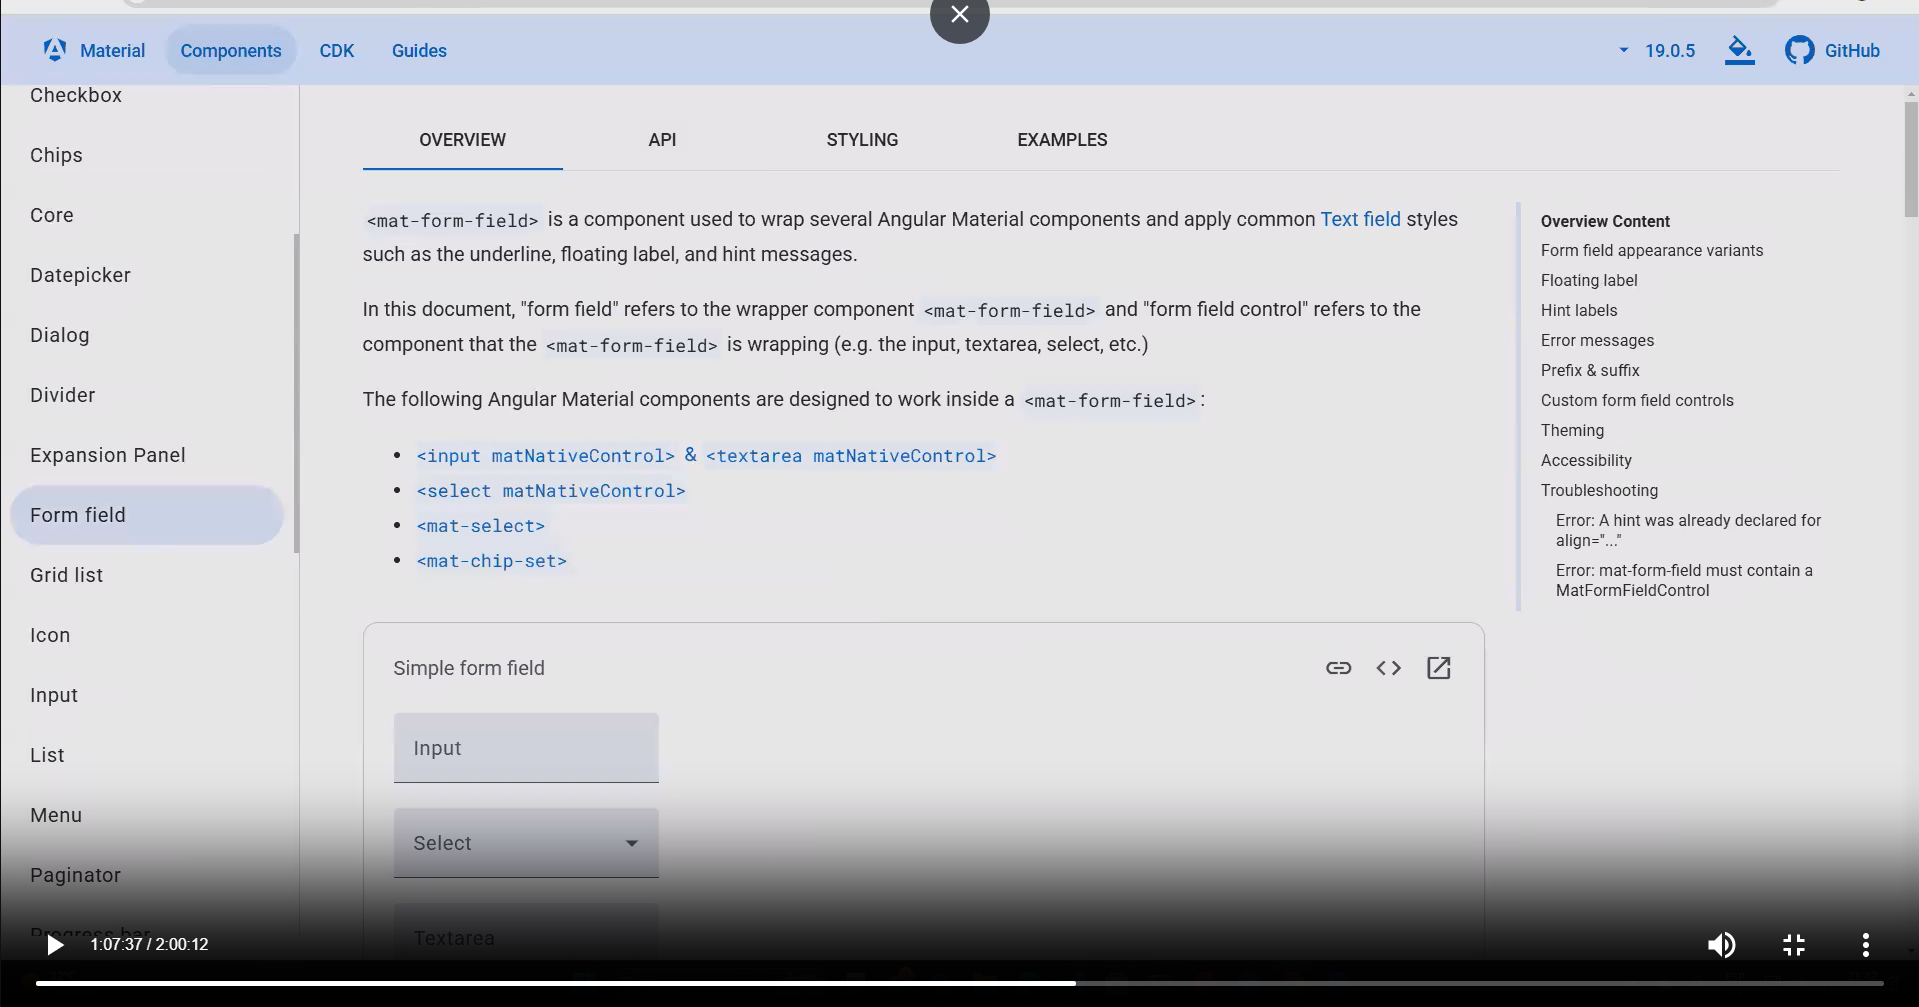 Material Components CDK Guides 19.0.5 GitHub
Checkbox
Chips
Core
Datepicker
Dialog
Divider
Expansion Panel
Form field
Grid list
Icon
Input
List
Menu
Paginator
Progress bar
OVERVIEW API STYLING EXAMPLES
<mat-form-field> is a component used to wrap several Angular Material components and apply common Text field styles
such as the underline, floating label, and hint messages.
In this document, "form field" refers to the wrapper component <mat-form-field> and "form field control" refers to the
component that the <mat-form-field> is wrapping (e.g. the input, textarea, select, etc.)
The following Angular Material components are designed to work inside a <mat-form-field>:
• <input matNativeControl> & <textarea matNativeControl>
• <select matNativeControl>
• <mat-select>
• <mat-chip-set>
Simple form field
Input
Select
Textarea
Overview Content
Form field appearance variants
Floating label
Hint labels
Error messages
Prefix & suffix
Custom form field controls
Theming
Accessibility
Troubleshooting
Error: A hint was already declared for
align="..."
Error: mat-form-field must contain a
MatFormFieldControl
1:07:37 / 2:00:12